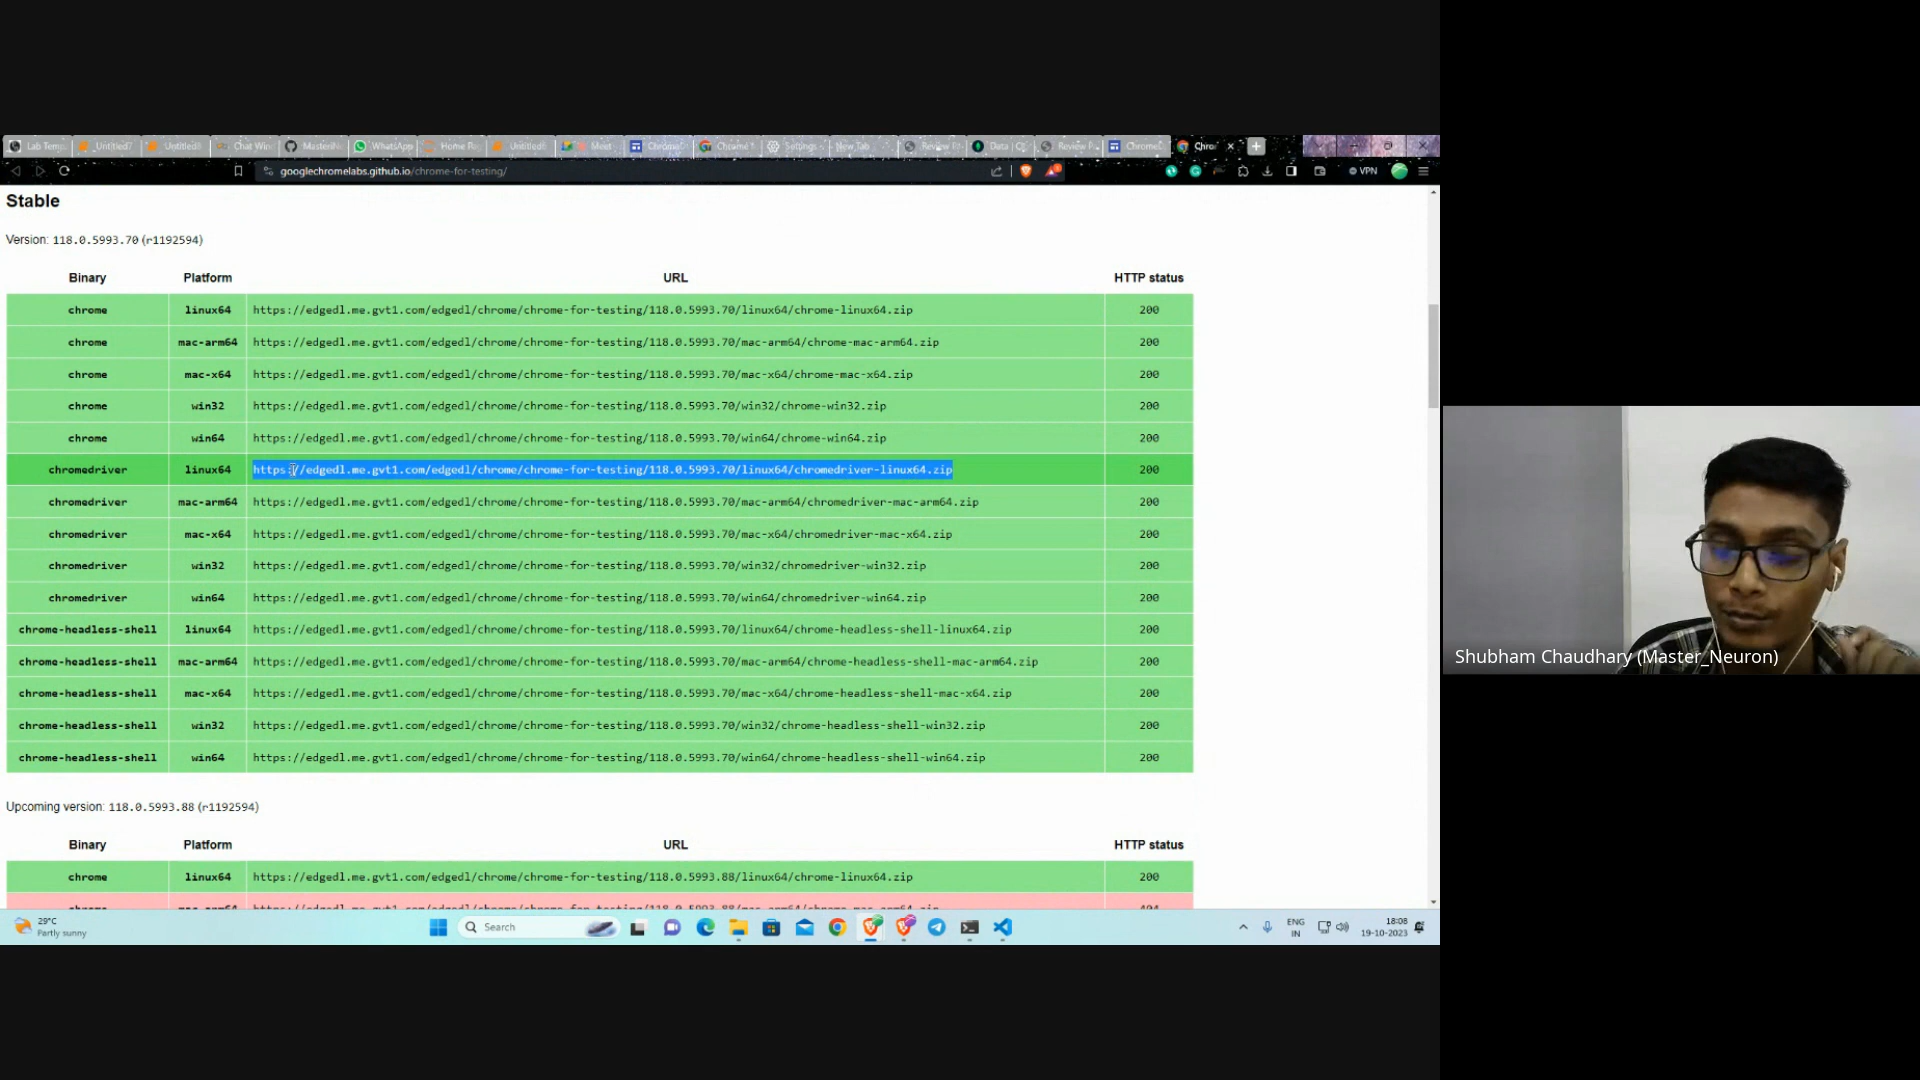 Lab Temp
Untitled7
Untitled8
Chat Win
WhatsApp
Home
Untitled
Meet
Settings
New Tab
Data
Chro
googlechromelabs.github.io/chrome-for-testing/
VPN
Stable
Version: 118.0.5993.70 (r1192594)
Binary Platform URL HTTP status
chrome linux64 https://edgedl.me.gvt1.com/edgedl/chrome/chrome-for-testing/118.0.5993.70/linux64/chrome-linux64.zip 200
chrome mac-arm64 https://edgedl.me.gvt1.com/edgedl/chrome/chrome-for-testing/118.0.5993.70/mac-arm64/chrome-mac-arm64.zip 200
chrome mac-x64 https://edgedl.me.gvt1.com/edgedl/chrome/chrome-for-testing/118.0.5993.70/mac-x64/chrome-mac-x64.zip 200
chrome win32 https://edgedl.me.gvt1.com/edgedl/chrome/chrome-for-testing/118.0.5993.70/win32/chrome-win32.zip 200
chrome win64 https://edgedl.me.gvt1.com/edgedl/chrome/chrome-for-testing/118.0.5993.70/win64/chrome-win64.zip 200
chromedriver linux64 https://edgedl.me.gvt1.com/edgedl/chrome/chrome-for-testing/118.0.5993.70/linux64/chromedriver-linux64.zip 200
chromedriver mac-arm64 https://edgedl.me.gvt1.com/edgedl/chrome/chrome-for-testing/118.0.5993.70/mac-arm64/chromedriver-mac-arm64.zip 200
chromedriver mac-x64 https://edgedl.me.gvt1.com/edgedl/chrome/chrome-for-testing/118.0.5993.70/mac-x64/chromedriver-mac-x64.zip 200
chromedriver win32 https://edgedl.me.gvt1.com/edgedl/chrome/chrome-for-testing/118.0.5993.70/win32/chromedriver-win32.zip 200
chromedriver win64 https://edgedl.me.gvt1.com/edgedl/chrome/chrome-for-testing/118.0.5993.70/win64/chromedriver-win64.zip 200
chrome-headless-shell linux64 https://edgedl.me.gvt1.com/edgedl/chrome/chrome-for-testing/118.0.5993.70/linux64/chrome-headless-shell-linux64.zip 200
chrome-headless-shell mac-arm64 https://edgedl.me.gvt1.com/edgedl/chrome/chrome-for-testing/118.0.5993.70/mac-arm64/chrome-headless-shell-mac-arm64.zip 200
chrome-headless-shell mac-x64 https://edgedl.me.gvt1.com/edgedl/chrome/chrome-for-testing/118.0.5993.70/mac-x64/chrome-headless-shell-mac-x64.zip 200
chrome-headless-shell win32 https://edgedl.me.gvt1.com/edgedl/chrome/chrome-for-testing/118.0.5993.70/win32/chrome-headless-shell-win32.zip 200
chrome-headless-shell win64 https://edgedl.me.gvt1.com/edgedl/chrome/chrome-for-testing/118.0.5993.70/win64/chrome-headless-shell-win64.zip 200
Upcoming version: 118.0.5993.88 (r1192594)
Binary Platform URL HTTP status
chrome linux64 https://edgedl.me.gvt1.com/edgedl/chrome/chrome-for-testing/118.0.5993.88/linux64/chrome-linux64.zip 200
29°C
Partly sunny
Search
ENG
IN
18:08
19-10-2023
Shubham Chaudhary (Master_Neuron)